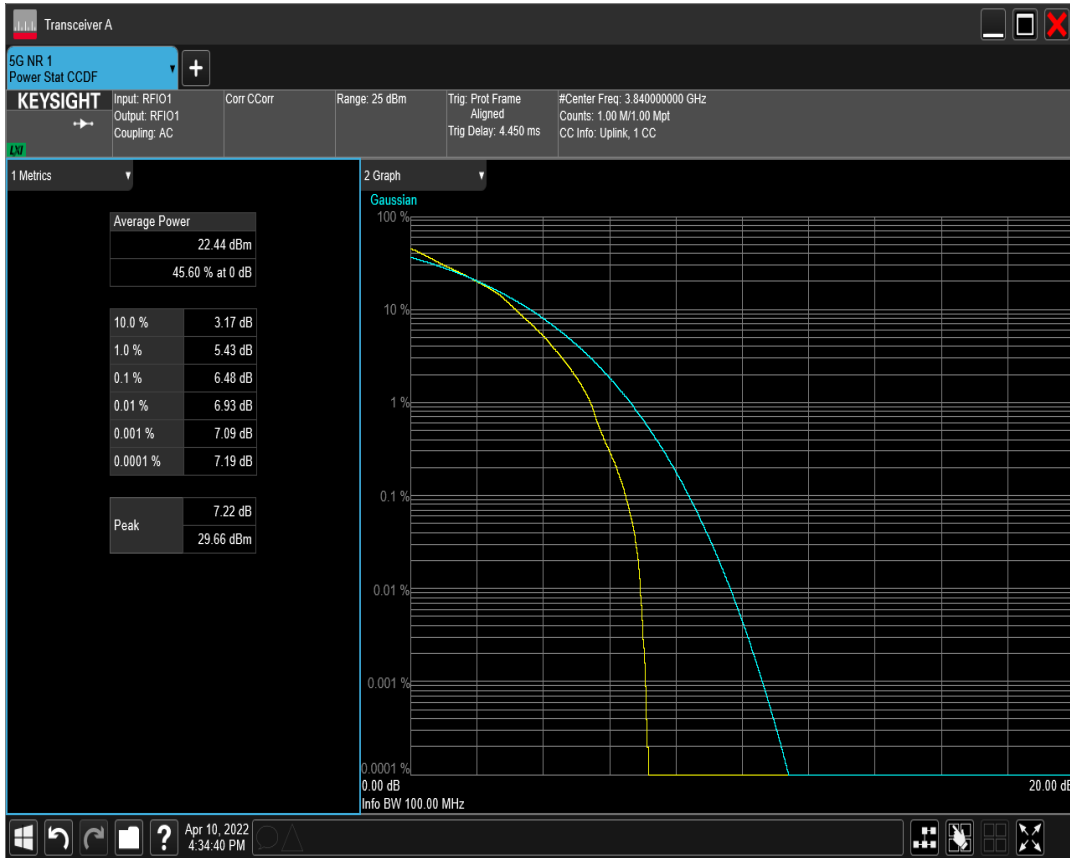 Transceiver A
5G NR 1
Power Stat CCDF
KEYSIGHT
LXI
Input: RFIO1
Output: RFIO1
Coupling: AC
Corr CCorr
Range: 25 dBm
Trig: Prot Frame
Aligned
Trig Delay: 4.450 ms
#Center Freq: 3.840000000 GHz
Counts: 1.00 M/1.00 Mpt
CC Info: Uplink, 1 CC
1 Metrics
Average Power
22.44 dBm
45.60 % at 0 dB
10.0 % 3.17 dB
1.0 % 5.43 dB
0.1 % 6.48 dB
0.01 % 6.93 dB
0.001 % 7.09 dB
0.0001 % 7.19 dB
Peak
7.22 dB
29.66 dBm
2 Graph
Gaussian
100 %
10 %
1 %
0.1 %
0.01 %
0.001 %
0.0001 %
0.00 dB 20.00 dB
Info BW 100.00 MHz
?
Apr 10, 2022
4:34:40 PM